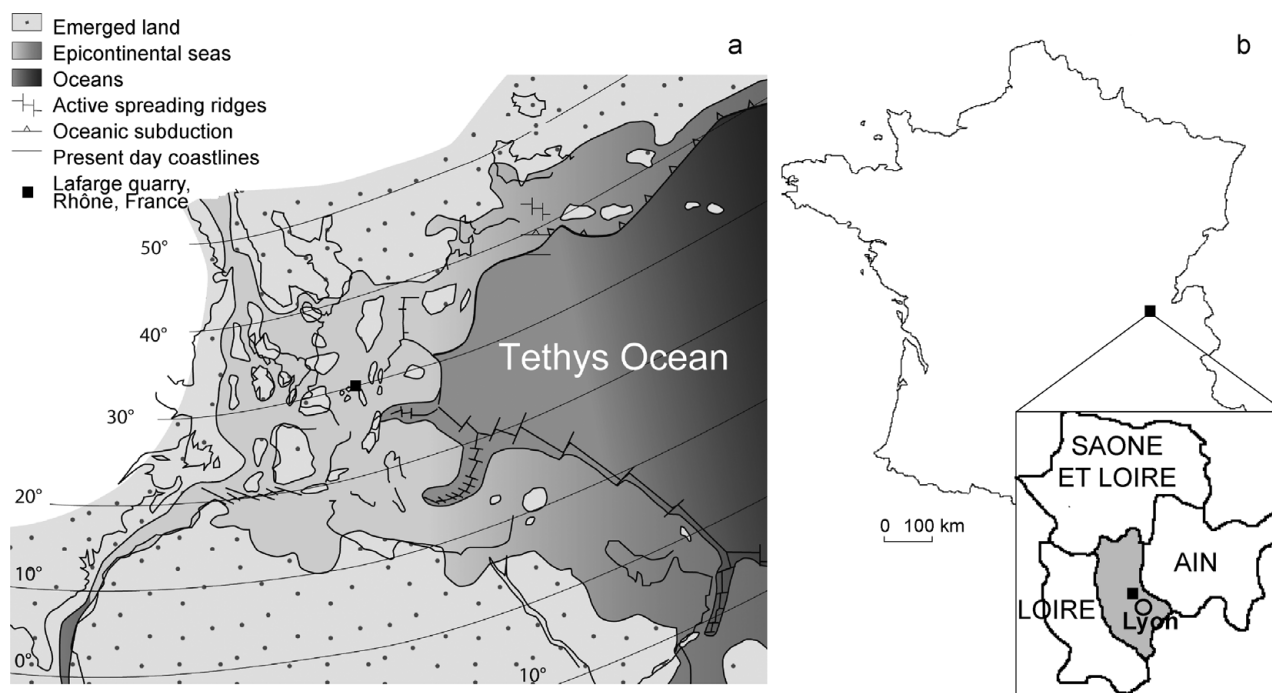 Emerged land
Epicontinental seas
Oceans
Active spreading ridges
Oceanic subduction
Present day coastlines
Lafarge quarry,
Rhône, France
a
50°
40°
30°
20°
10°
0°
10°
Tethys Ocean
b
0 100 km
SAONE
ET LOIRE
AIN
LOIRE
Lyon